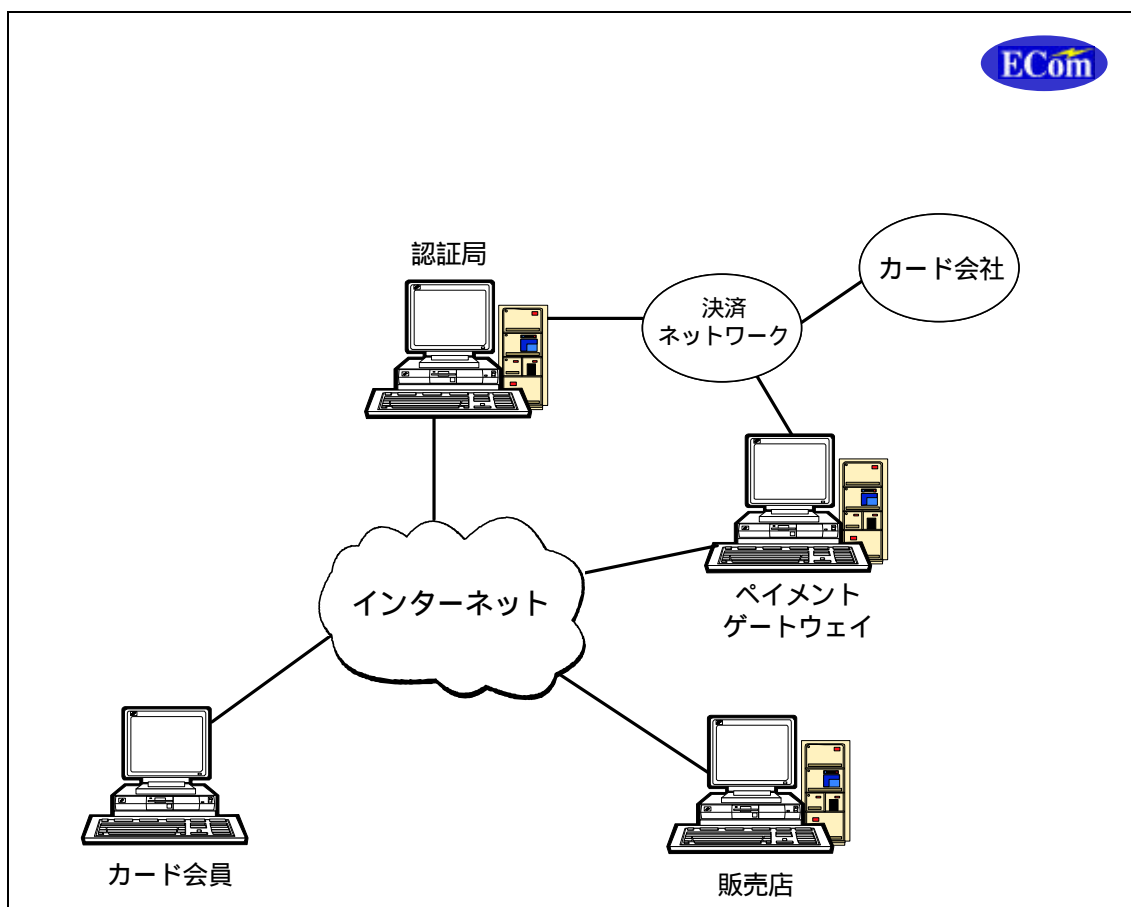 ECom
認証局
カード会社
決済
ネットワーク
ペイメント
ゲートウェイ
インターネット
カード会員
販売店